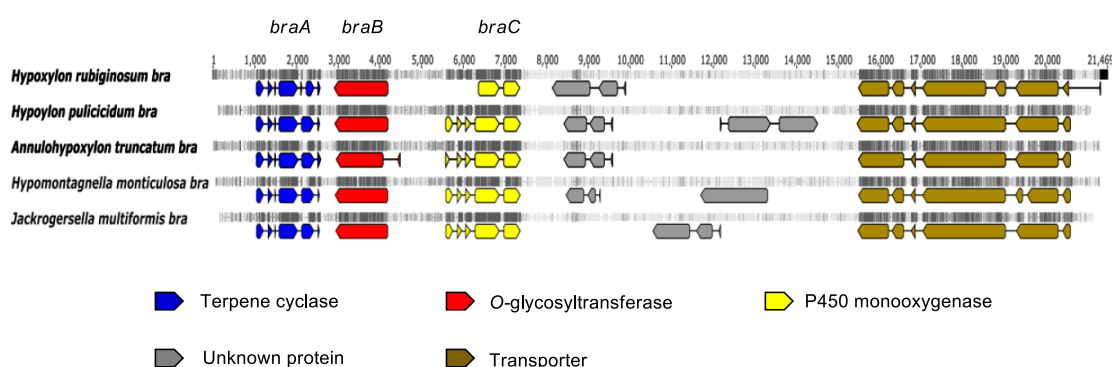 braA braB braC
1 1,000 2,000 3,000 4,000 5,000 6,000 7,000 8,000 9,000 10,000 11,000 12,000 13,000 14,000 15,000 16,000 17,000 18,000 19,000 20,000 21,469
Hypoxylon rubiginosum bra
Hypoylon pulicicidum bra
Annulohypoxylon truncatum bra
Hypomontagnella monticulosa bra
Jackrogersella multiformis bra
Terpene cyclase O-glycosyltransferase P450 monooxygenase
Unknown protein Transporter